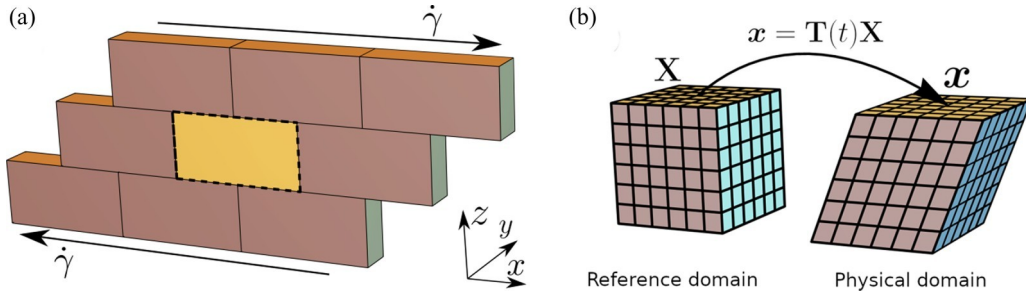 (a)
γ̇
γ̇
z
y
x
(b)
x = T(t)X
X
x
Reference domain
Physical domain